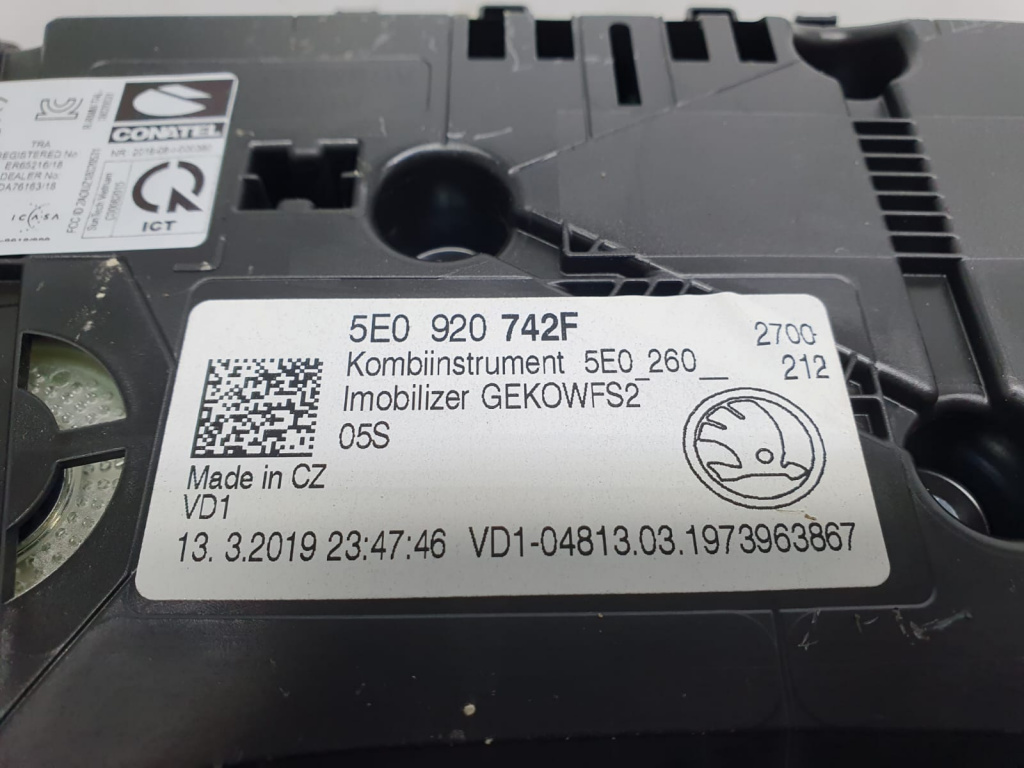 CONATEL
TRA
REGISTERED No
ER65216/18
DEALER No:
DA76163/18
ICASA
ICT
5E0 920 742F
2700
Kombiinstrument 5E0_260__
212
Imobilizer GEKOWFS2
05S
Made in CZ
VD1
13. 3.2019 23:47:46 VD1-04813.03.1973963867